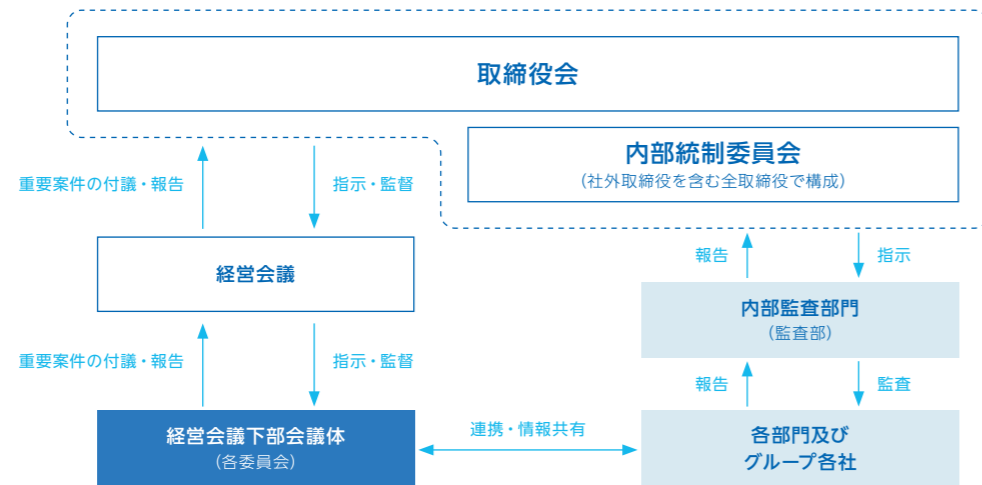 取締役会
内部統制委員会
（社外取締役を含む全取締役で構成）
重要案件の付議・報告
指示・監督
経営会議
報告
指示
内部監査部門
（監査部）
重要案件の付議・報告
指示・監督
報告
監査
経営会議下部会議体
（各委員会）
連携・情報共有
各部門及び
グループ各社